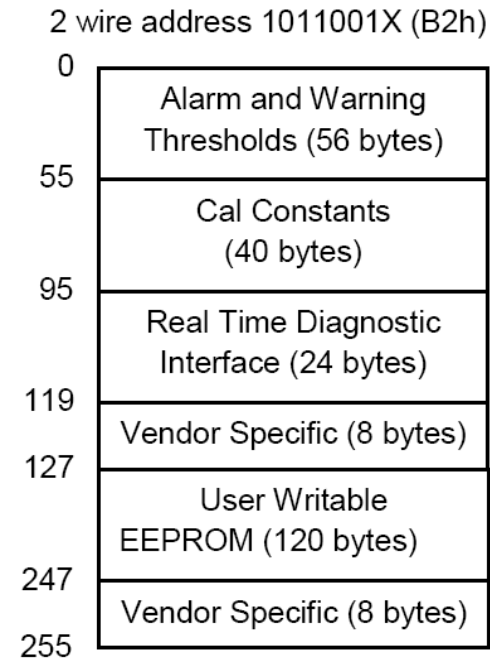 2 wire address 1011001X (B2h)
0
Alarm and Warning
Thresholds (56 bytes)
55
Cal Constants
(40 bytes)
95
Real Time Diagnostic
Interface (24 bytes)
119
Vendor Specific (8 bytes)
127
User Writable
EEPROM (120 bytes)
247
Vendor Specific (8 bytes)
255